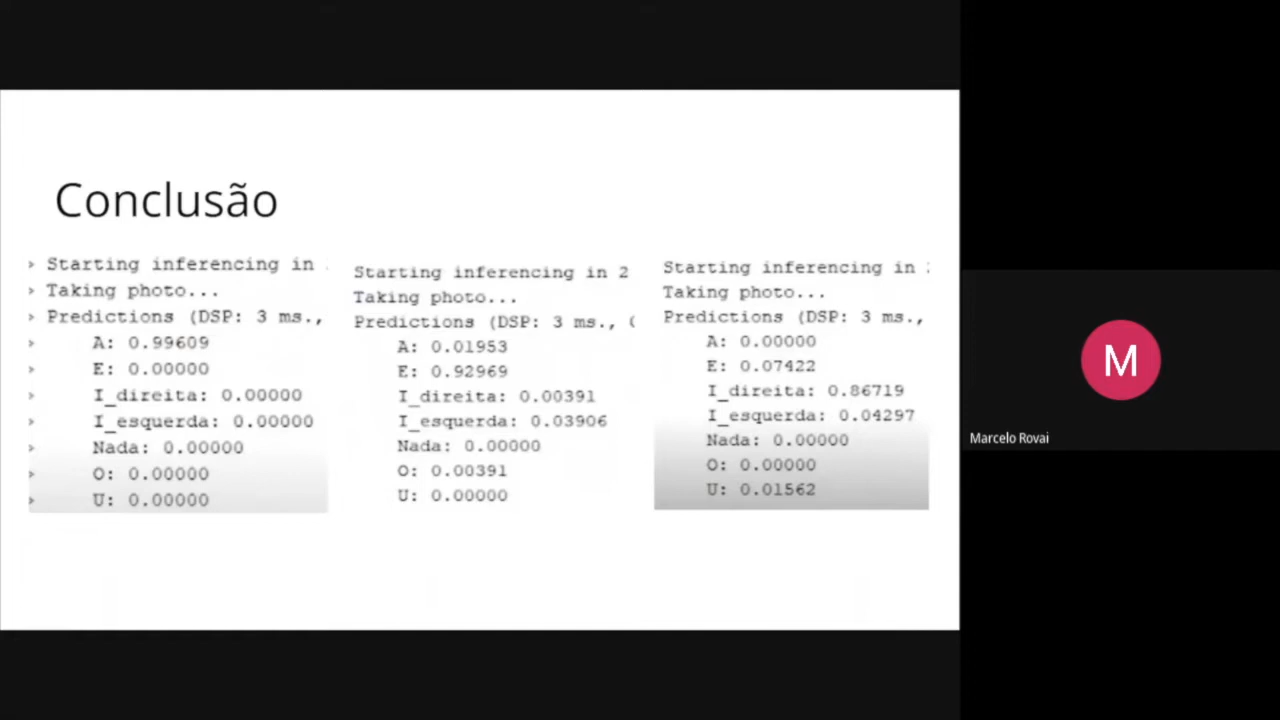 Conclusão
Starting inferencing in
Taking photo...
Predictions (DSP: 3 ms.,
A: 0.99609
E: 0.00000
I_direita: 0.00000
I_esquerda: 0.00000
Nada: 0.00000
O: 0.00000
U: 0.00000
Starting inferencing in 2
Taking photo...
Predictions (DSP: 3 ms., (
A: 0.01953
E: 0.92969
I_direita: 0.00391
I_esquerda: 0.03906
Nada: 0.00000
O: 0.00391
U: 0.00000
Starting inferencing in
Taking photo...
Predictions (DSP: 3 ms.,
A: 0.00000
E: 0.07422
I_direita: 0.86719
I_esquerda: 0.04297
Nada: 0.00000
O: 0.00000
U: 0.01562
M
Marcelo Rovai